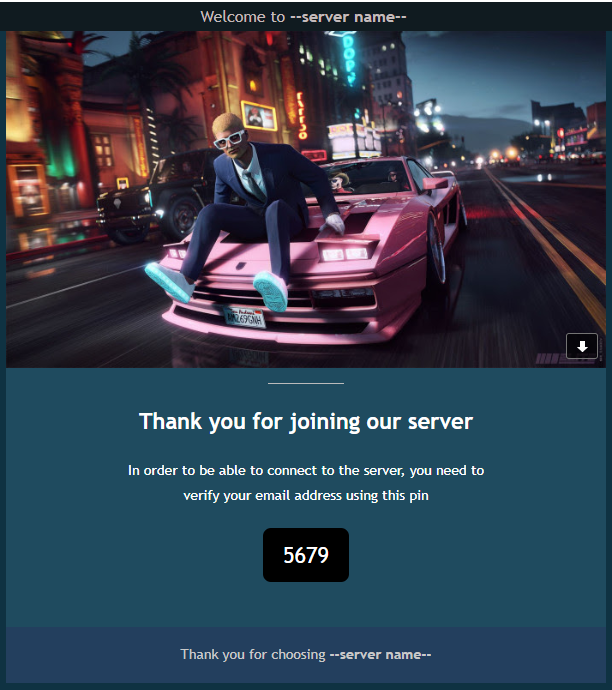 Welcome to --server name--
DOPY
Thank you for joining our server
In order to be able to connect to the server, you need to
verify your email address using this pin
5679
Thank you for choosing --server name--